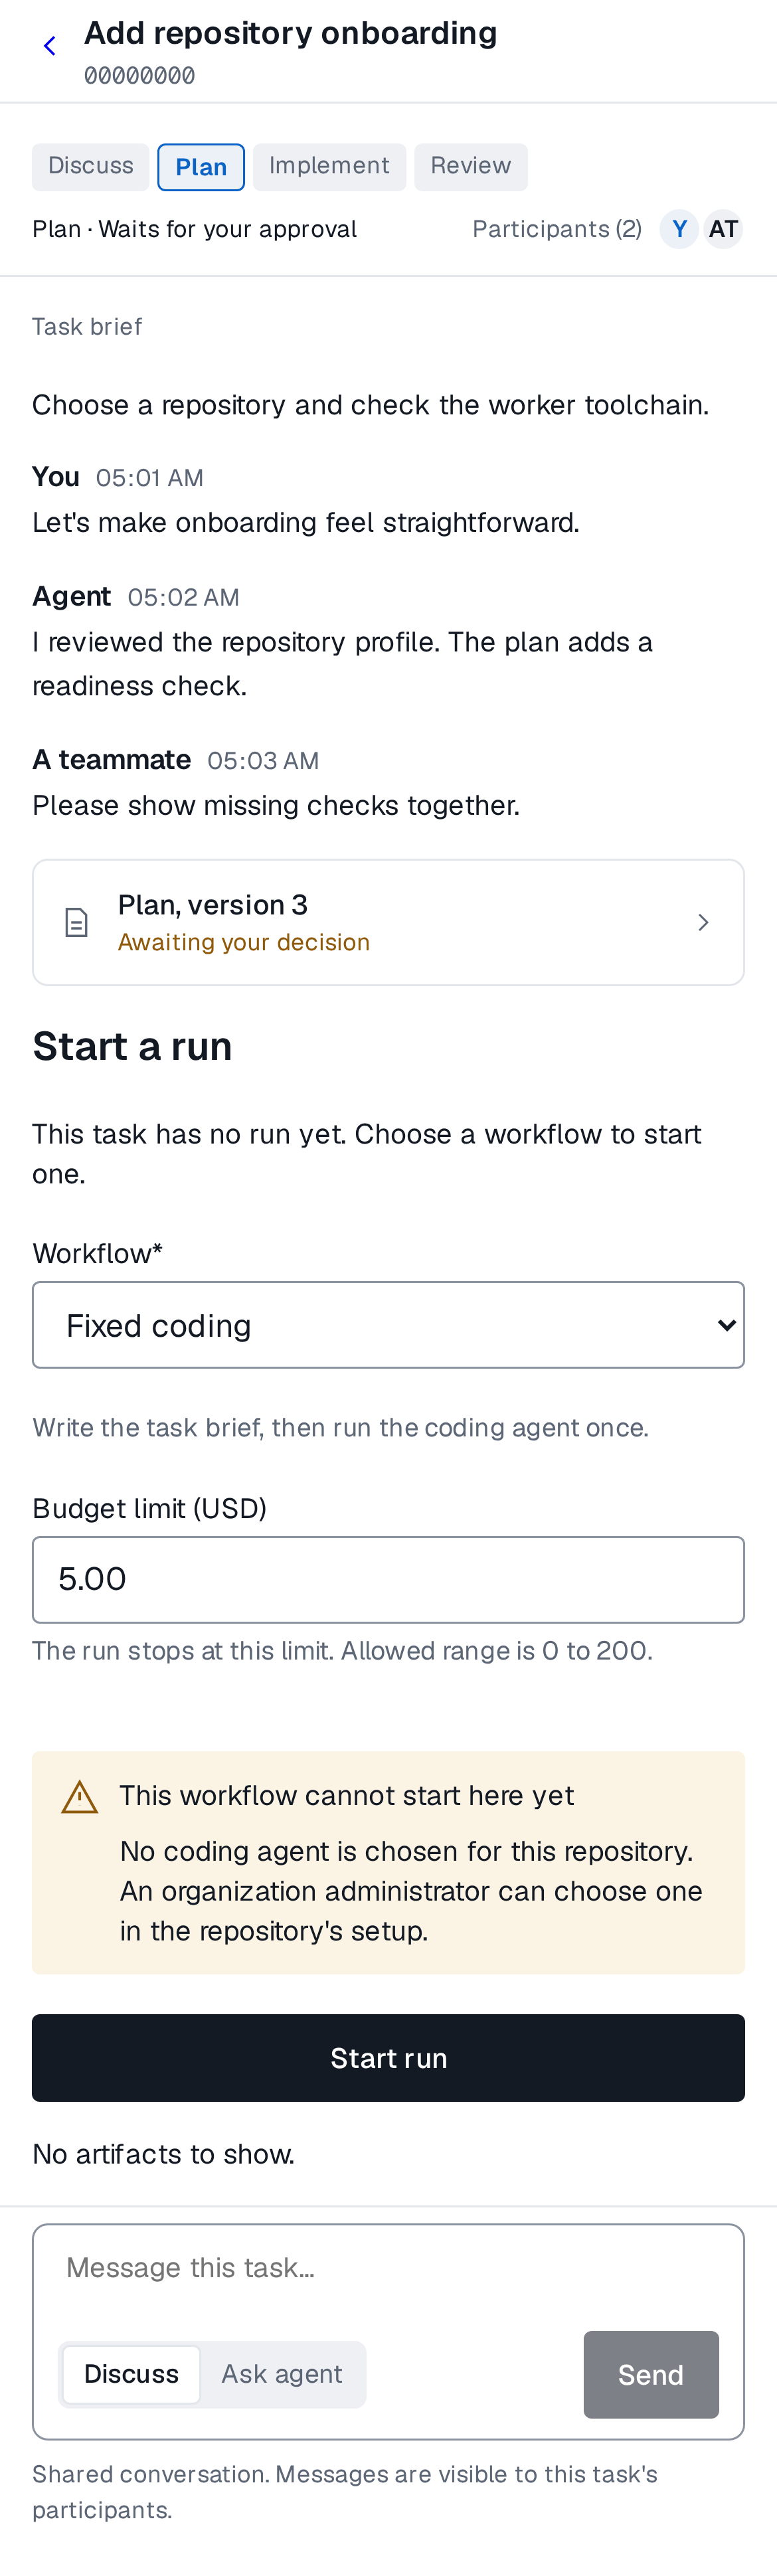 Add repository onboarding
00000000
Discuss Plan Implement Review
Plan · Waits for your approval Participants (2) Y AT
Task brief
Choose a repository and check the worker toolchain.
You 05:01 AM
Let's make onboarding feel straightforward.
Agent 05:02 AM
I reviewed the repository profile. The plan adds a
readiness check.
A teammate 05:03 AM
Please show missing checks together.
Plan, version 3
Awaiting your decision
Start a run
This task has no run yet. Choose a workflow to start
one.
Workflow*
Fixed coding
Write the task brief, then run the coding agent once.
Budget limit (USD)
5.00
The run stops at this limit. Allowed range is 0 to 200.
This workflow cannot start here yet
No coding agent is chosen for this repository.
An organization administrator can choose one
in the repository's setup.
Start run
No artifacts to show.
Message this task...
Discuss Ask agent Send
Shared conversation. Messages are visible to this task's
participants.